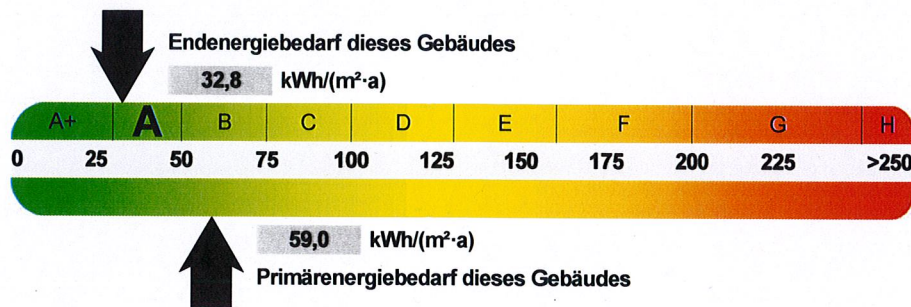 Endenergiebedarf dieses Gebäudes
32,8 kWh/(m²·a)
A+ A B C D E F G H
0 25 50 75 100 125 150 175 200 225 >250
59,0 kWh/(m²·a)
Primärenergiebedarf dieses Gebäudes